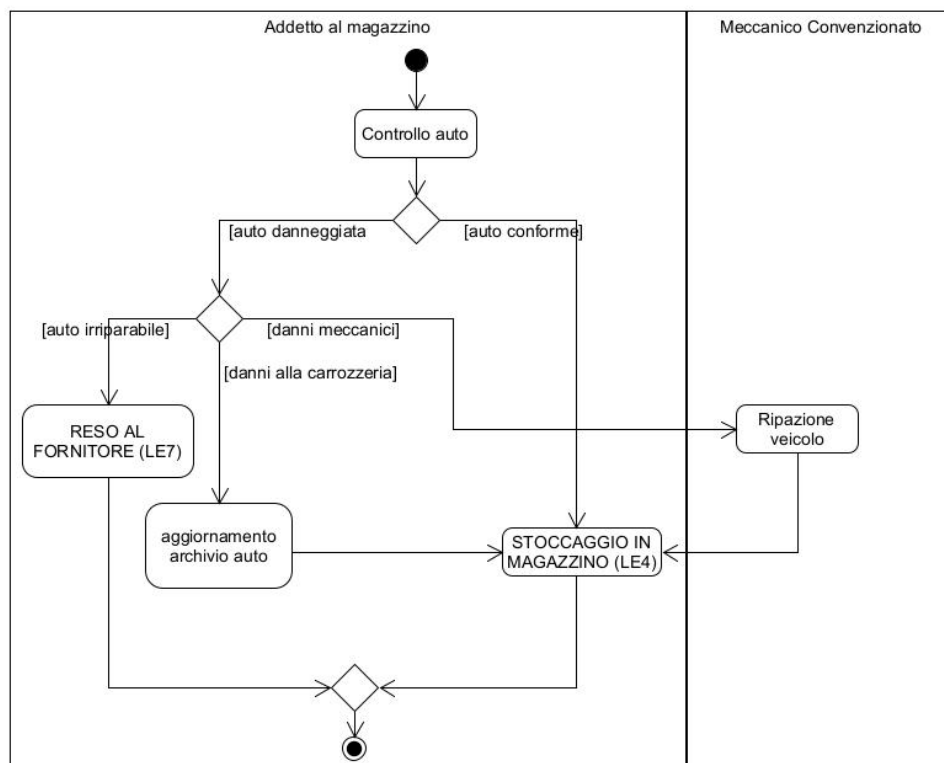 Addetto al magazzino
Meccanico Convenzionato
Controllo auto
[auto danneggiata
[auto conforme]
[auto irriparabile]
[danni meccanici]
[danni alla carrozzeria]
RESO AL
FORNITORE (LE7)
Ripazione
veicolo
aggiornamento
archivio auto
STOCCAGGIO IN
MAGAZZINO (LE4)